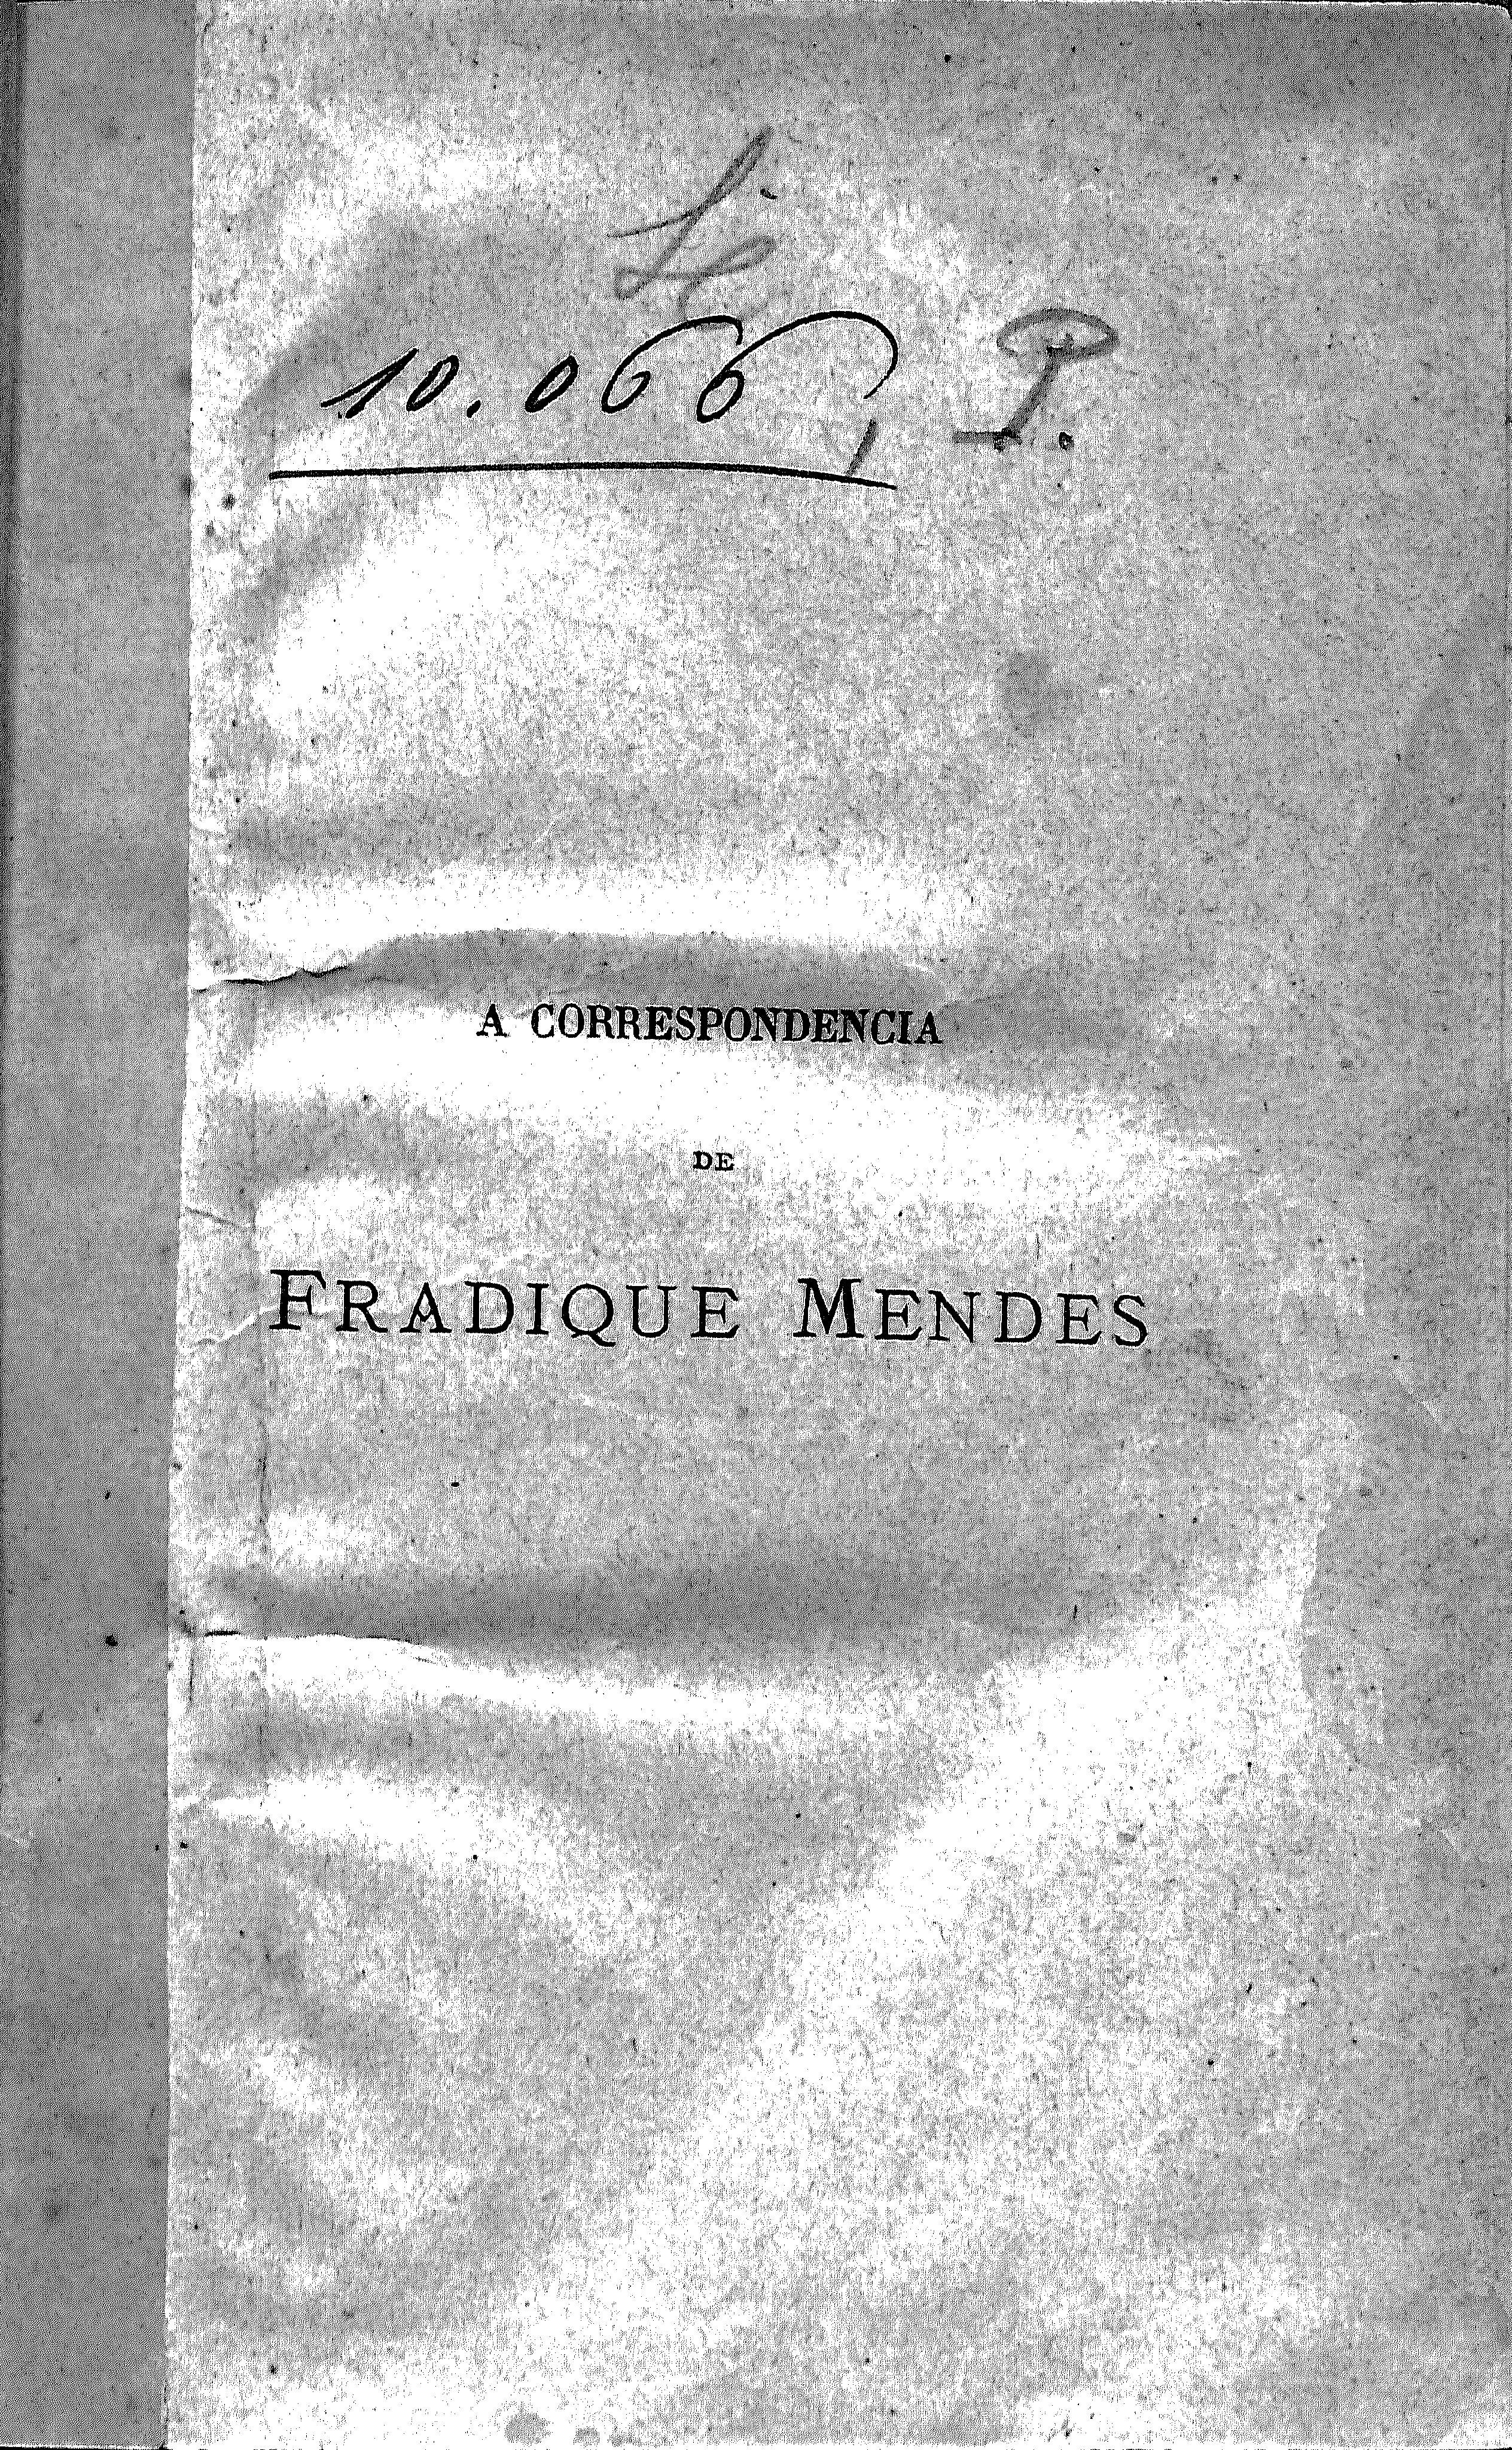 10.066 P.
A CORRESPONDENCIA
DE
FRADIQUE MENDES